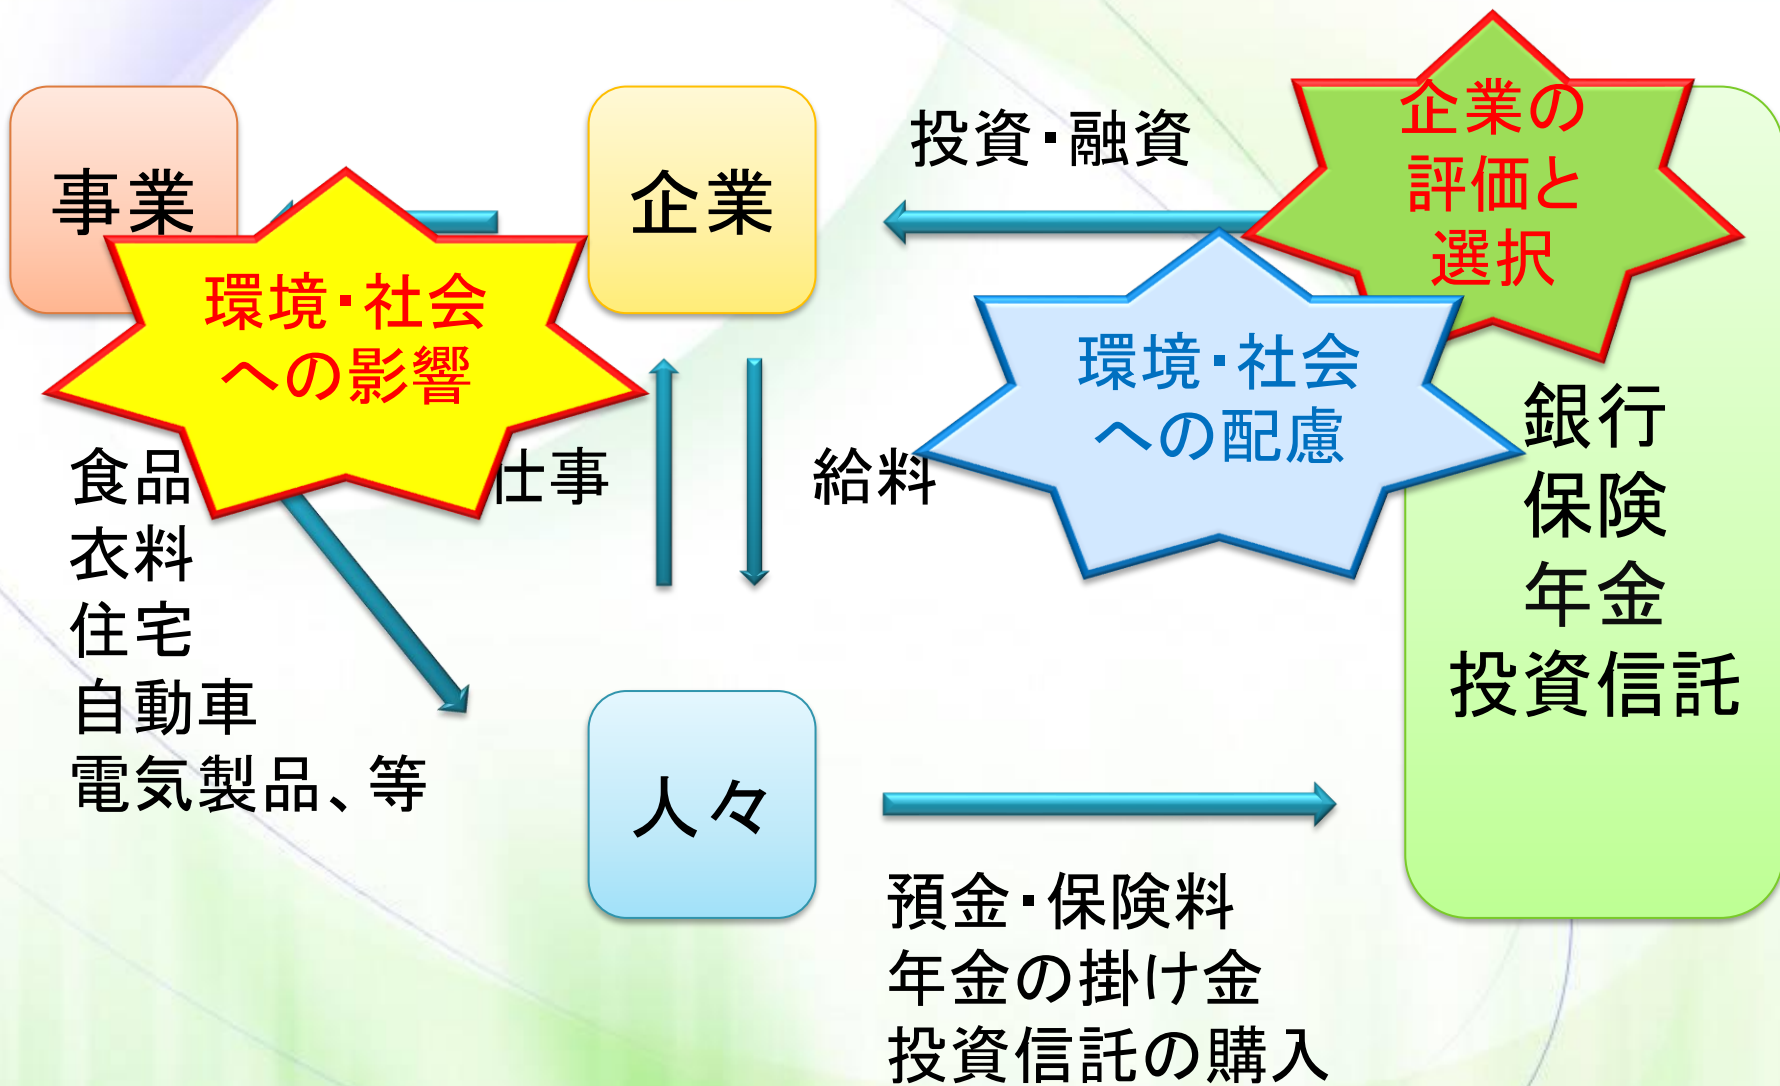 事業
企業
投資・融資
企業の
評価と
選択
環境・社会
への影響
環境・社会
への配慮
食品
衣料
住宅
自動車
電気製品、等
仕事
給料
銀行
保険
年金
投資信託
人々
預金・保険料
年金の掛け金
投資信託の購入